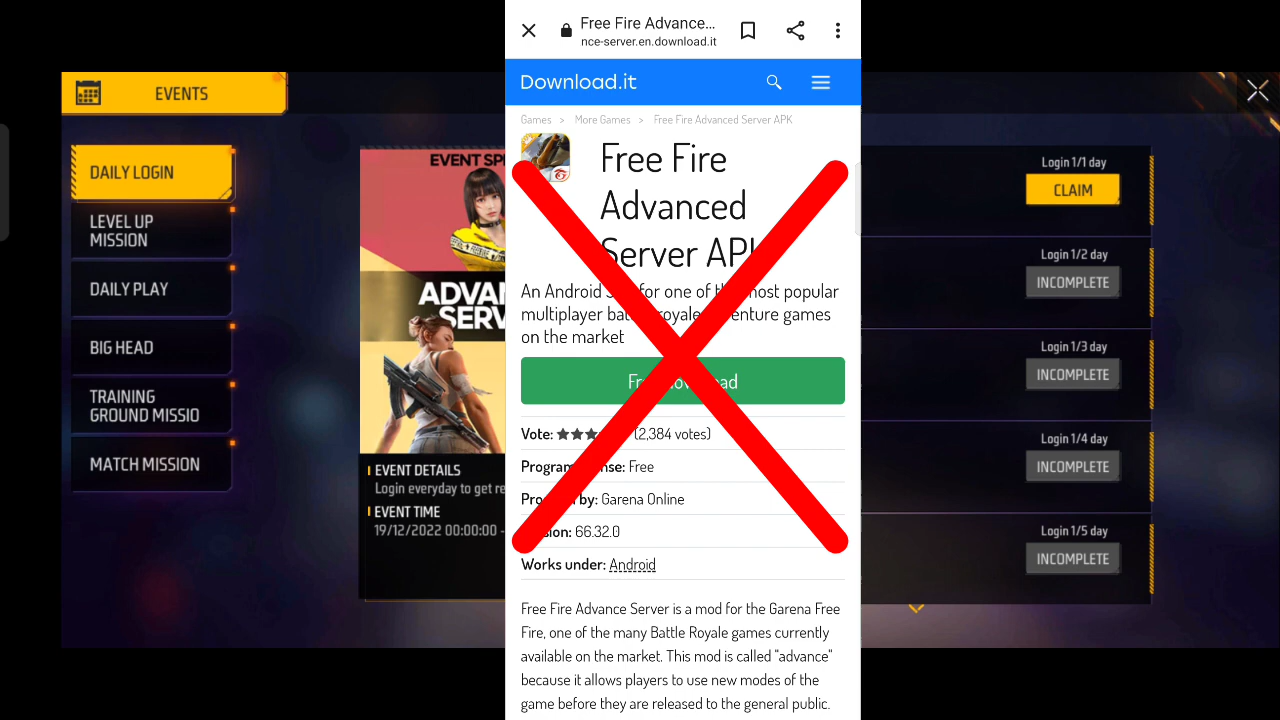 Free Fire Advance...
nce-server.en.download.it
Download.it
Games > More Games > Free Fire Advanced Server APK
Free Fire
Advanced
Server
An Android for one of most popular
multiplayer royale games
on the market
Vote: (2,384 votes)
Free
by: Garena Online
66.32.0
Works under: Android
Free Fire Advance Server is a mod for the Garena Free
Fire, one of the many Battle Royale games currently
available on the market. This mod is called "advance"
because it allows players to use new modes of the
game before they are released to the general public.
EVENTS
DAILY LOGIN
LEVEL UP
MISSION
DAILY PLAY
BIG HEAD
TRAINING
GROUND MISSIO
MATCH MISSION
EVENT SP
ADVA
SERV
EVENT DETAILS
Login everyday to get re
EVENT TIME
19/12/2022 00:00:00 -
Login 1/1 day
CLAIM
Login 1/2 day
INCOMPLETE
Login 1/3 day
INCOMPLETE
Login 1/4 day
INCOMPLETE
Login 1/5 day
INCOMPLETE